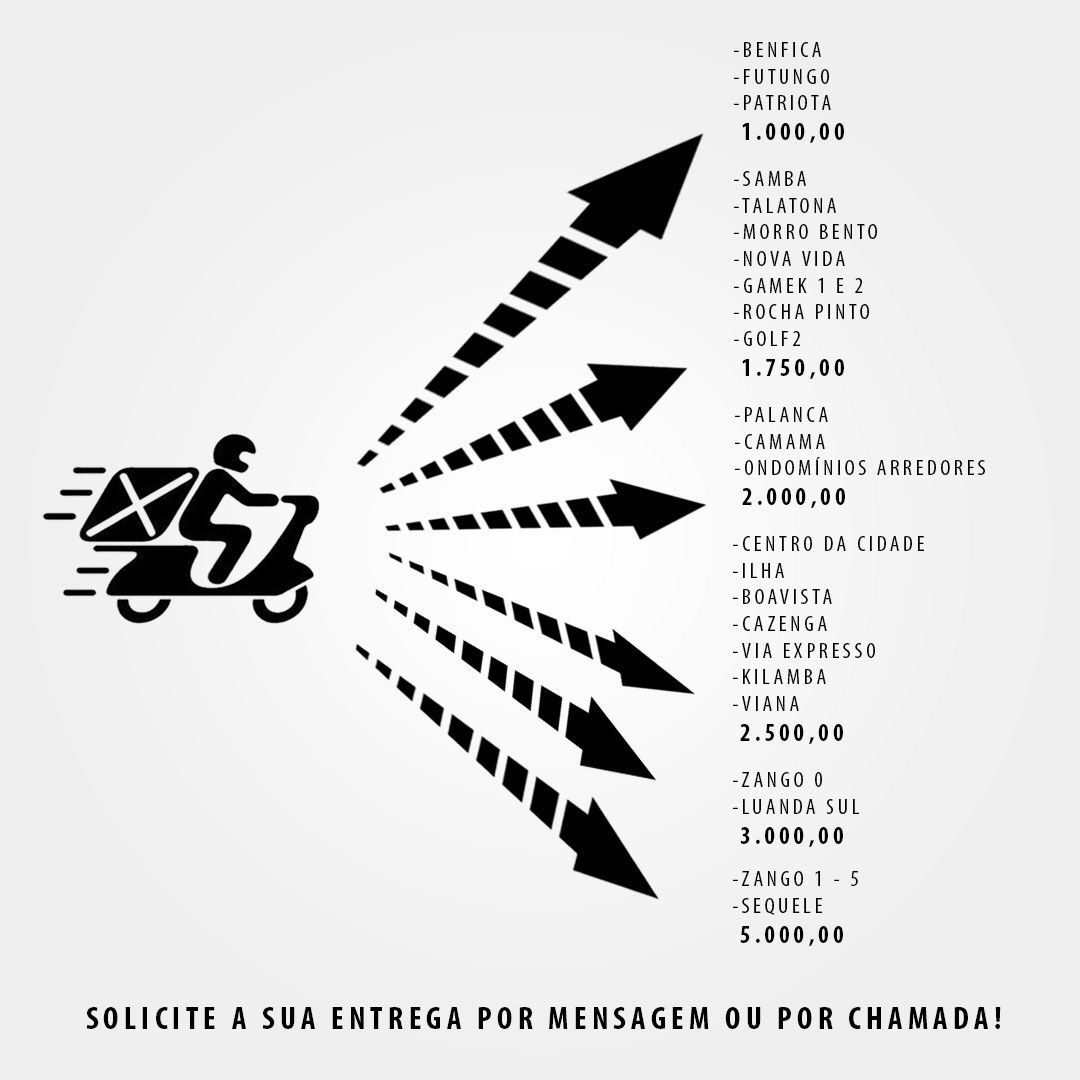 -BENFICA
-FUTUNGO
-PATRIOTA
1.000,00
-SAMBA
-TALATONA
-MORRO BENTO
-NOVA VIDA
-GAMEK 1 E 2
-ROCHA PINTO
-GOLF2
1.750,00
-PALANCA
-CAMAMA
-ONDOMÍNIOS ARREDORES
2.000,00
-CENTRO DA CIDADE
-ILHA
-BOAVISTA
-CAZENGA
-VIA EXPRESSO
-KILAMBA
-VIANA
2.500,00
-ZANGO 0
-LUANDA SUL
3.000,00
-ZANGO 1 - 5
-SEQUELE
5.000,00
SOLICITE A SUA ENTREGA POR MENSAGEM OU POR CHAMADA!